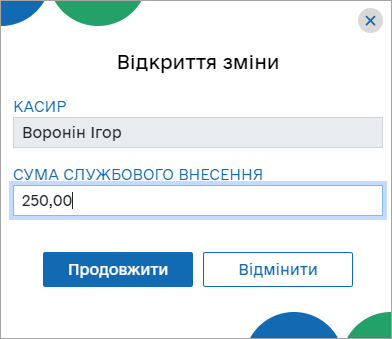 Відкриття зміни
КАСИР
Воронін Ігор
СУМА СЛУЖБОВОГО ВНЕСЕННЯ
250,00
Продовжити
Відмінити